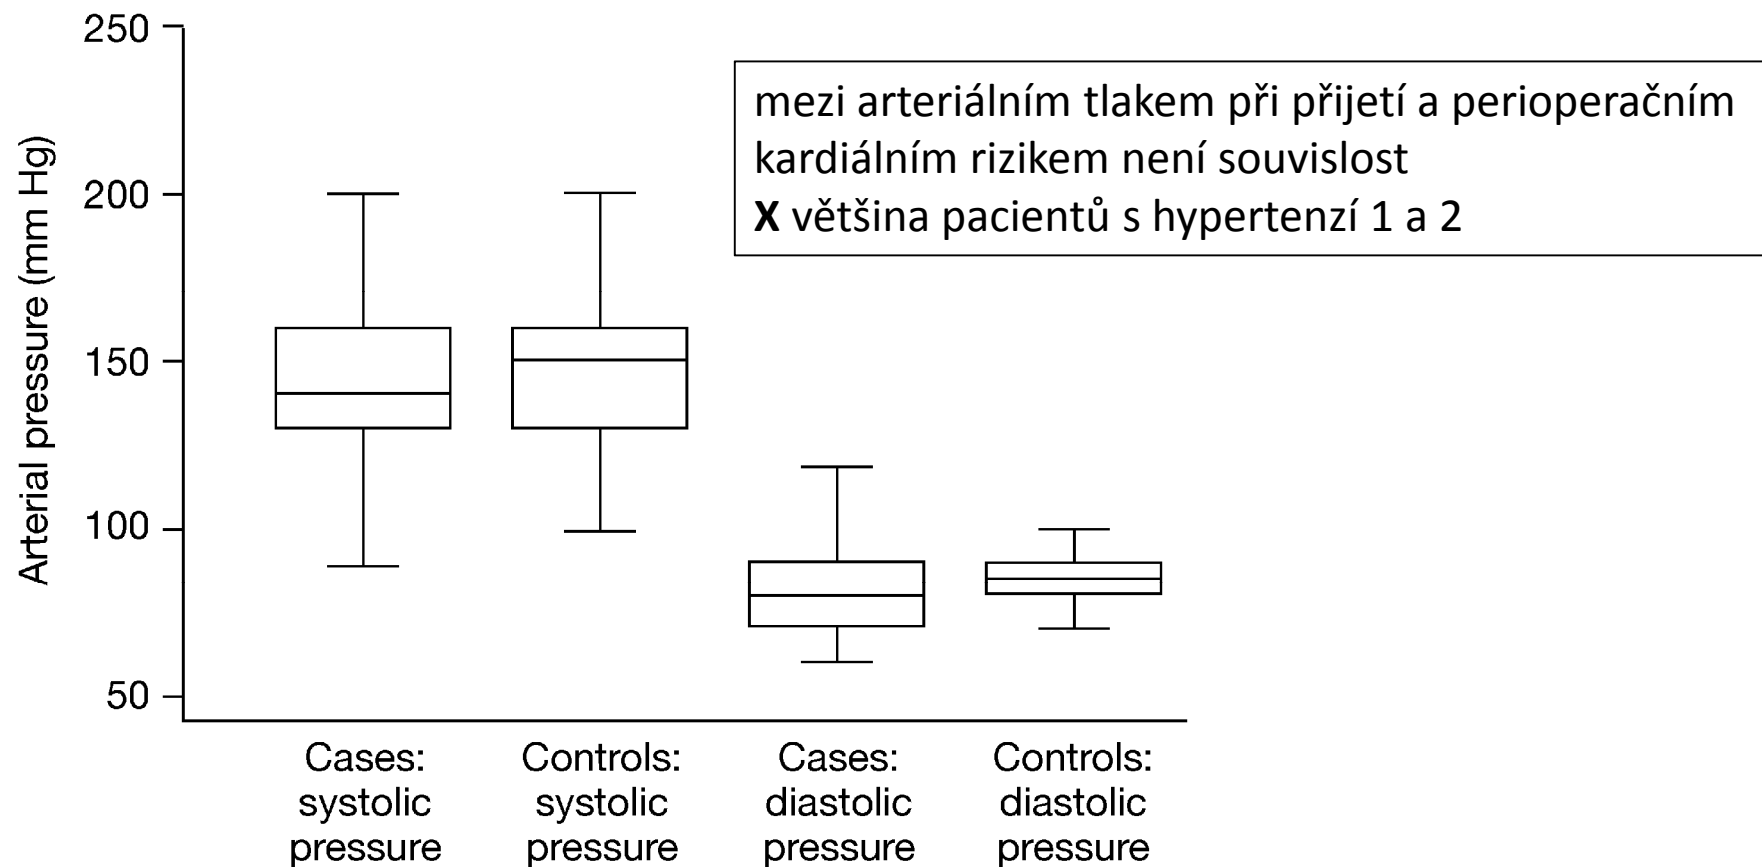 250
200
150
100
50
Arterial pressure (mm Hg)
mezi arteriálním tlakem při přijetí a perioperačním
kardiálním rizikem není souvislost
X většina pacientů s hypertenzí 1 a 2
Cases:
systolic
pressure
Controls:
systolic
pressure
Cases:
diastolic
pressure
Controls:
diastolic
pressure